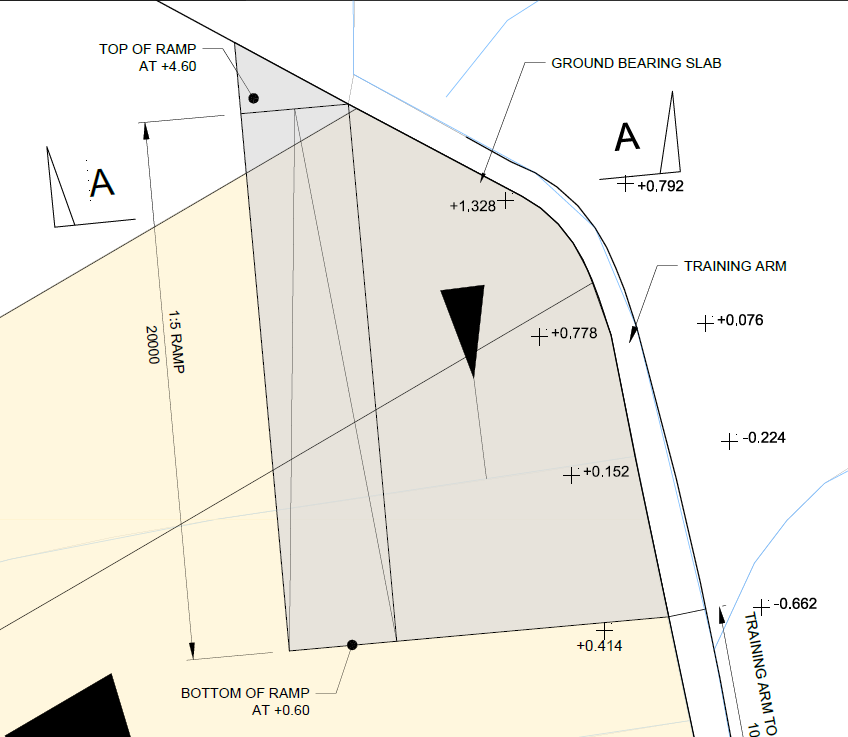 TOP OF RAMP
AT +4.60
GROUND BEARING SLAB
A
A
+0.792
+1.328
TRAINING ARM
+0.076
+0.778
1:5 RAMP
20000
-0.224
+0.152
-0.662
+0.414
TRAINING ARM TO
BOTTOM OF RAMP
AT +0.60